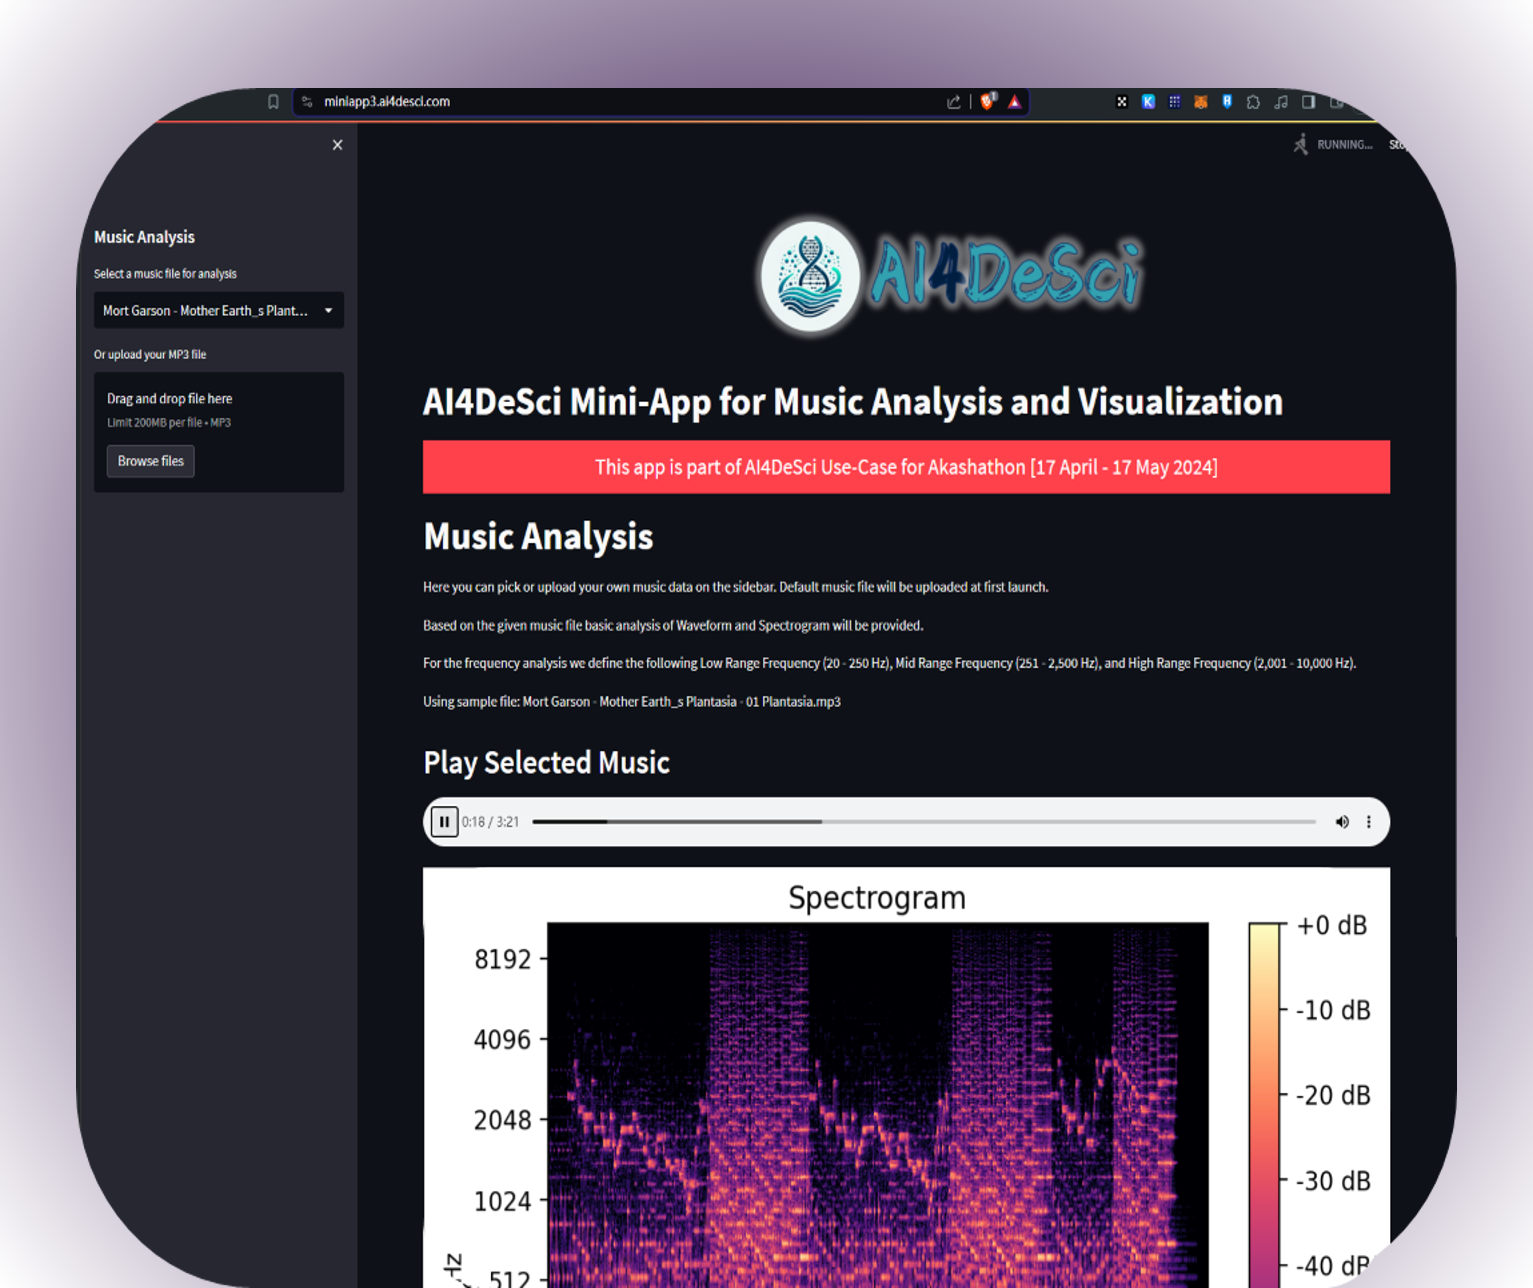 miniapp3.ai4desci.com
RUNNING...
Music Analysis
Select a music file for analysis
Mort Garson - Mother Earth_s Plant...
Or upload your MP3 file
Drag and drop file here
Limit 200MB per file • MP3
Browse files
AI4DeSci
AI4DeSci Mini-App for Music Analysis and Visualization
This app is part of AI4DeSci Use-Case for Akashathon [17 April - 17 May 2024]
Music Analysis
Here you can pick or upload your own music data on the sidebar. Default music file will be uploaded at first launch.
Based on the given music file basic analysis of Waveform and Spectrogram will be provided.
For the frequency analysis we define the following Low Range Frequency (20 - 250 Hz), Mid Range Frequency (251 - 2,500 Hz), and High Range Frequency (2,001 - 10,000 Hz).
Using sample file: Mort Garson - Mother Earth_s Plantasia - 01 Plantasia.mp3
Play Selected Music
0:18 / 3:21
Spectrogram
8192
4096
2048
1024
512
Hz
+0 dB
-10 dB
-20 dB
-30 dB
-40 dB